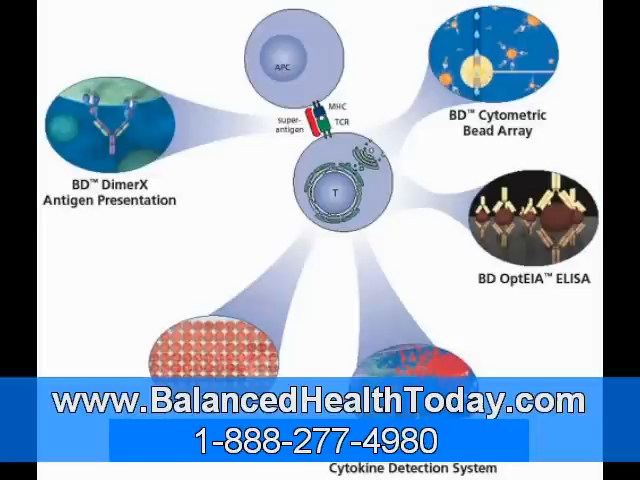 APC
MHC
super-
antigen
TCR
T
BD™ Cytometric
Bead Array
BD™ DimerX
Antigen Presentation
BD OptEIA™ ELISA
www.BalancedHealthToday.com
1-888-277-4980
Cytokine Detection System